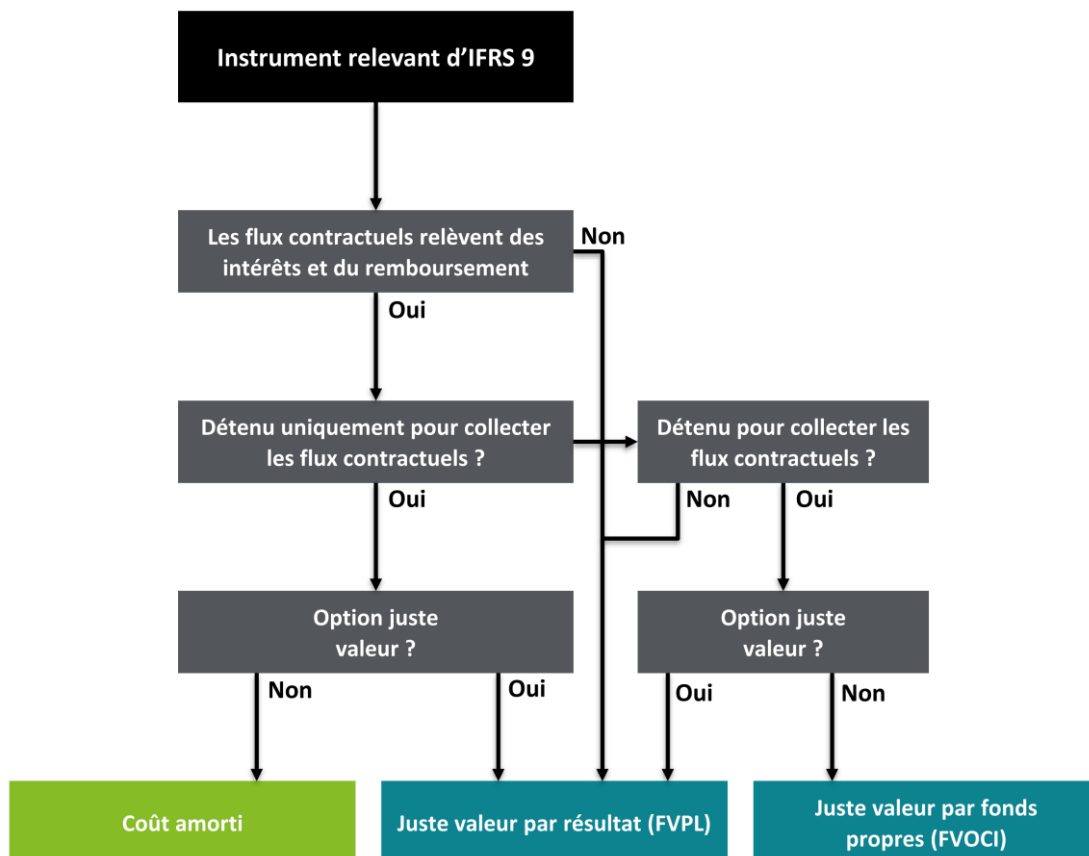 Instrument relevant d’IFRS 9
Les flux contractuels relèvent des
intérêts et du remboursement
Non
Oui
Détenu uniquement pour collecter
les flux contractuels ?
Détenu pour collecter les
flux contractuels ?
Oui
Non
Oui
Option juste
valeur ?
Option juste
valeur ?
Non
Oui
Oui
Non
Coût amorti
Juste valeur par résultat (FVPL)
Juste valeur par fonds
propres (FVOCI)